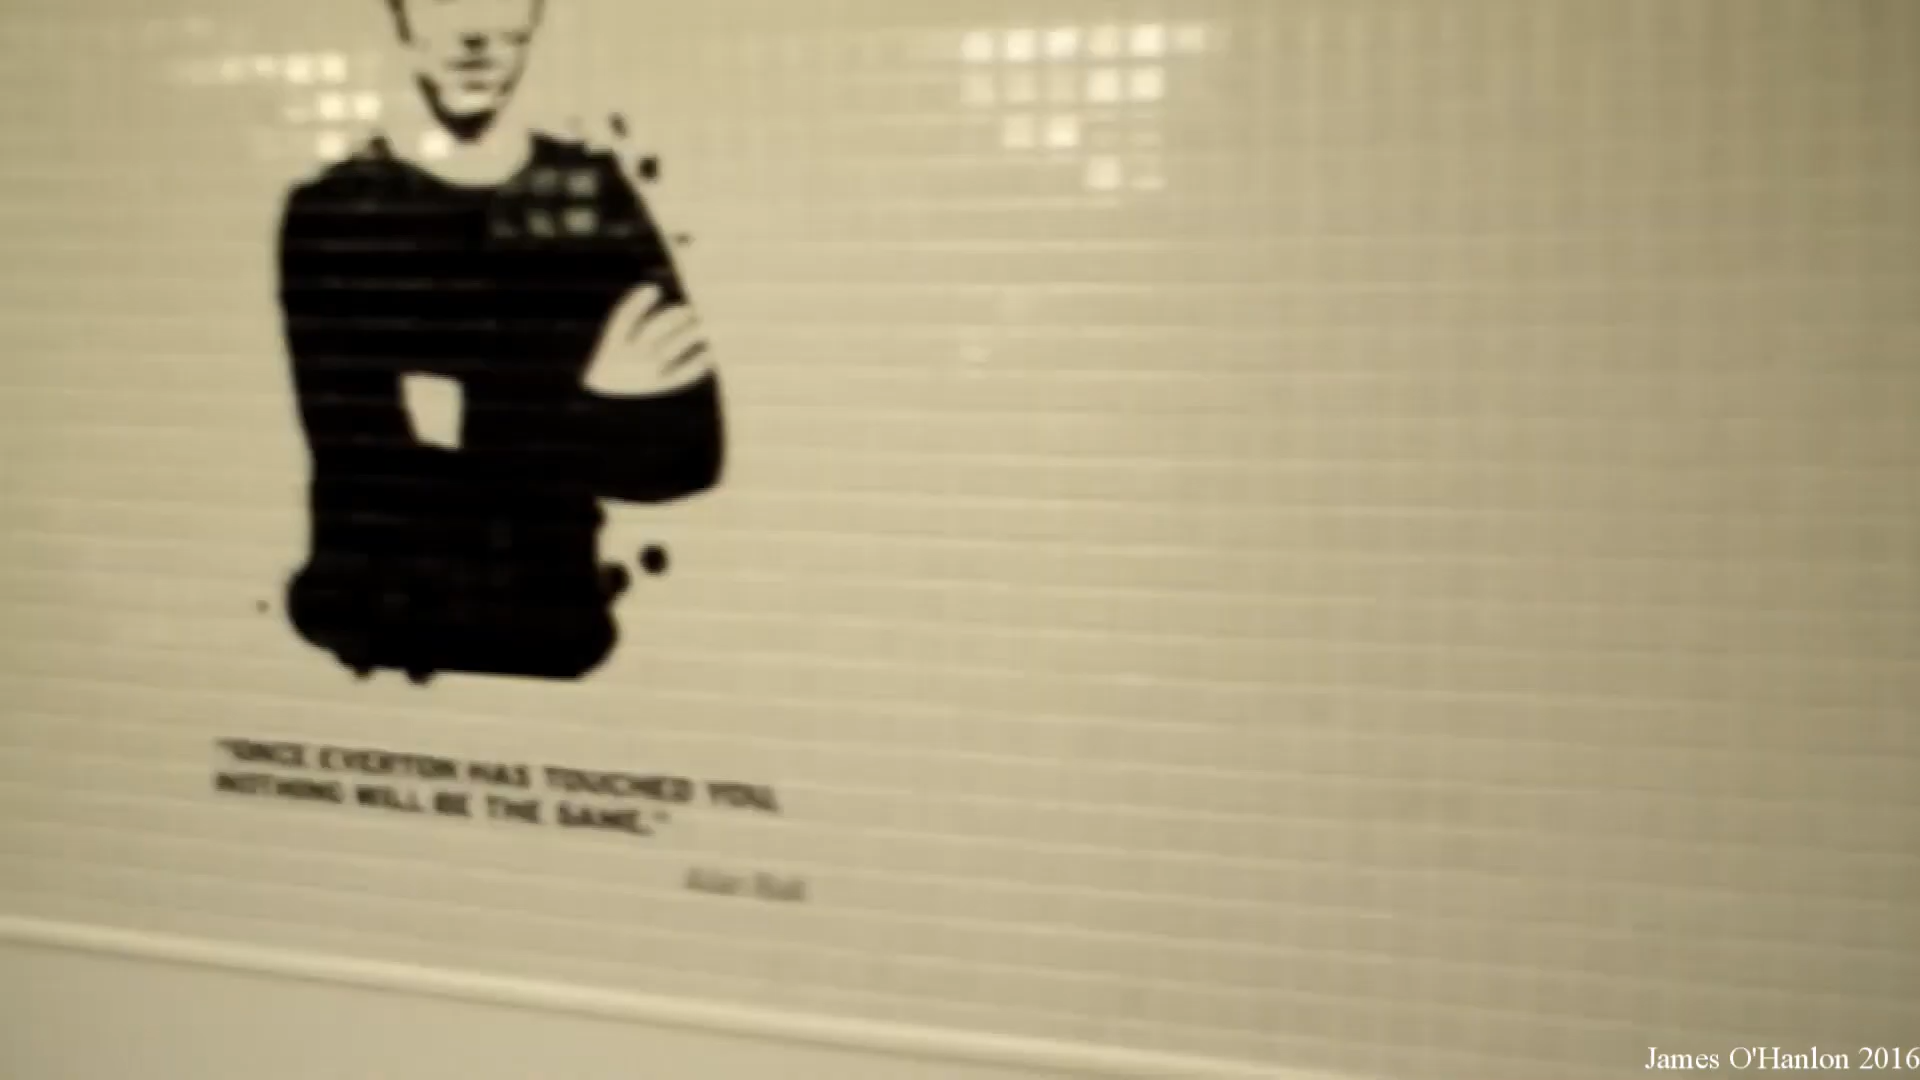 "ONCE EVERTON HAS TOUCHED YOU,
NOTHING WILL BE THE SAME."
James O'Hanlon 2016